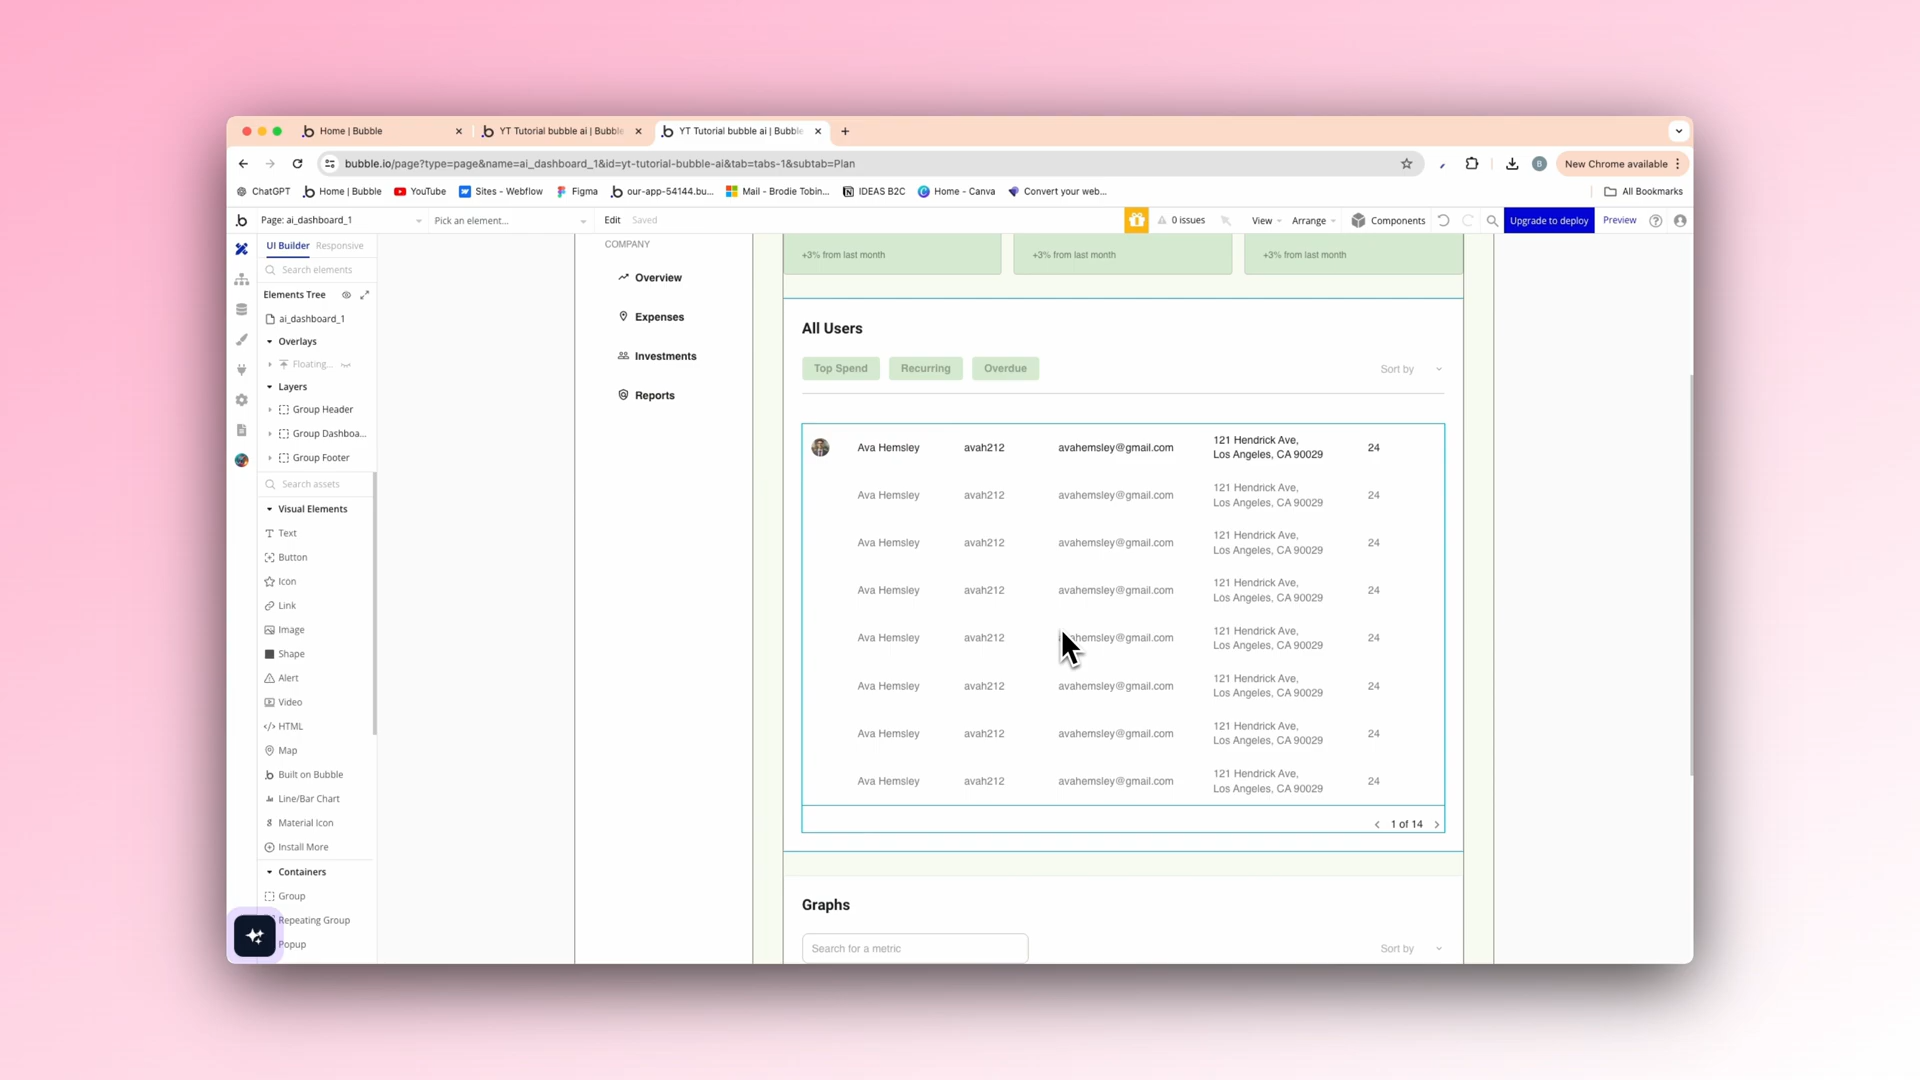 Home | Bubble
YT Tutorial bubble ai | Bubble
YT Tutorial bubble ai | Bubble
bubble.io/page?type=page&name=ai_dashboard_1&id=yt-tutorial-bubble-ai&tab=tabs-1&subtab=Plan
New Chrome available
ChatGPT
Home | Bubble
YouTube
Sites - Webflow
Figma
our-app-54144.bu...
Mail - Brodie Tobin...
IDEAS B2C
Home - Canva
Convert your web...
All Bookmarks
Page: ai_dashboard_1
Pick an element...
Edit
Saved
0 issues
View
Arrange
Components
Upgrade to deploy
Preview
UI Builder
Responsive
Search elements
Elements Tree
ai_dashboard_1
Overlays
Floating...
Layers
Group Header
Group Dashboa...
Group Footer
Search assets
Visual Elements
Text
Button
Icon
Link
Image
Shape
Alert
Video
HTML
Map
Built on Bubble
Line/Bar Chart
Material Icon
Install More
Containers
Group
Repeating Group
Popup
COMPANY
Overview
Expenses
Investments
Reports
+3% from last month
+3% from last month
+3% from last month
All Users
Top Spend
Recurring
Overdue
Sort by
Ava Hemsley avah212 avahemsley@gmail.com 121 Hendrick Ave, 24
Los Angeles, CA 90029
Ava Hemsley avah212 avahemsley@gmail.com 121 Hendrick Ave, 24
Los Angeles, CA 90029
Ava Hemsley avah212 avahemsley@gmail.com 121 Hendrick Ave, 24
Los Angeles, CA 90029
Ava Hemsley avah212 avahemsley@gmail.com 121 Hendrick Ave, 24
Los Angeles, CA 90029
Ava Hemsley avah212 avahemsley@gmail.com 121 Hendrick Ave, 24
Los Angeles, CA 90029
Ava Hemsley avah212 avahemsley@gmail.com 121 Hendrick Ave, 24
Los Angeles, CA 90029
Ava Hemsley avah212 avahemsley@gmail.com 121 Hendrick Ave, 24
Los Angeles, CA 90029
Ava Hemsley avah212 avahemsley@gmail.com 121 Hendrick Ave, 24
Los Angeles, CA 90029
1 of 14
Graphs
Search for a metric
Sort by